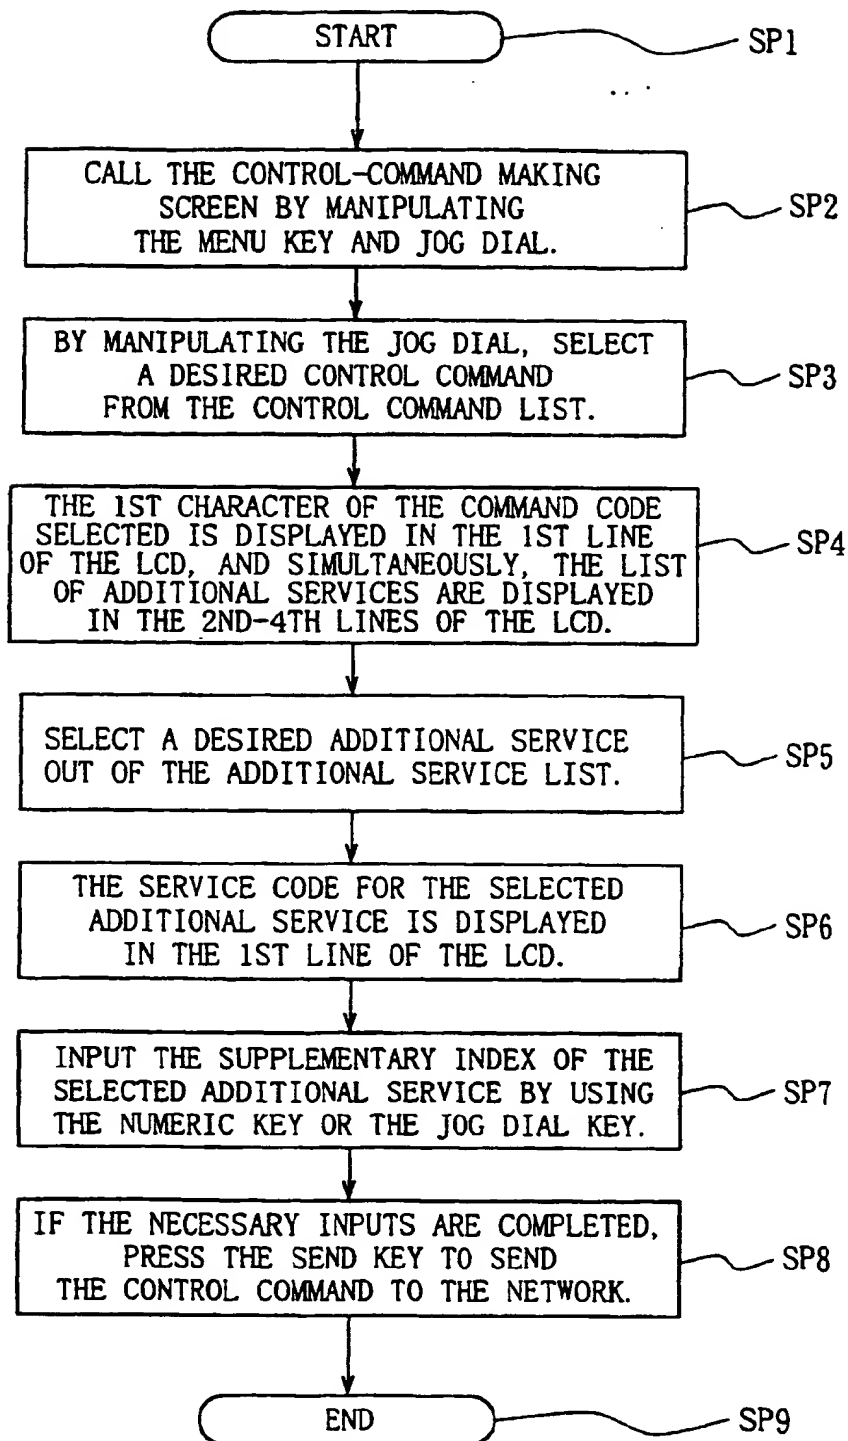 START
SP1
CALL THE CONTROL-COMMAND MAKING
SCREEN BY MANIPULATING
THE MENU KEY AND JOG DIAL.
SP2
BY MANIPULATING THE JOG DIAL, SELECT
A DESIRED CONTROL COMMAND
FROM THE CONTROL COMMAND LIST.
SP3
THE 1ST CHARACTER OF THE COMMAND CODE
SELECTED IS DISPLAYED IN THE 1ST LINE
OF THE LCD, AND SIMULTANEOUSLY, THE LIST
OF ADDITIONAL SERVICES ARE DISPLAYED
IN THE 2ND-4TH LINES OF THE LCD.
SP4
SELECT A DESIRED ADDITIONAL SERVICE
OUT OF THE ADDITIONAL SERVICE LIST.
SP5
THE SERVICE CODE FOR THE SELECTED
ADDITIONAL SERVICE IS DISPLAYED
IN THE 1ST LINE OF THE LCD.
SP6
INPUT THE SUPPLEMENTARY INDEX OF THE
SELECTED ADDITIONAL SERVICE BY USING
THE NUMERIC KEY OR THE JOG DIAL KEY.
SP7
IF THE NECESSARY INPUTS ARE COMPLETED,
PRESS THE SEND KEY TO SEND
THE CONTROL COMMAND TO THE NETWORK.
SP8
END
SP9